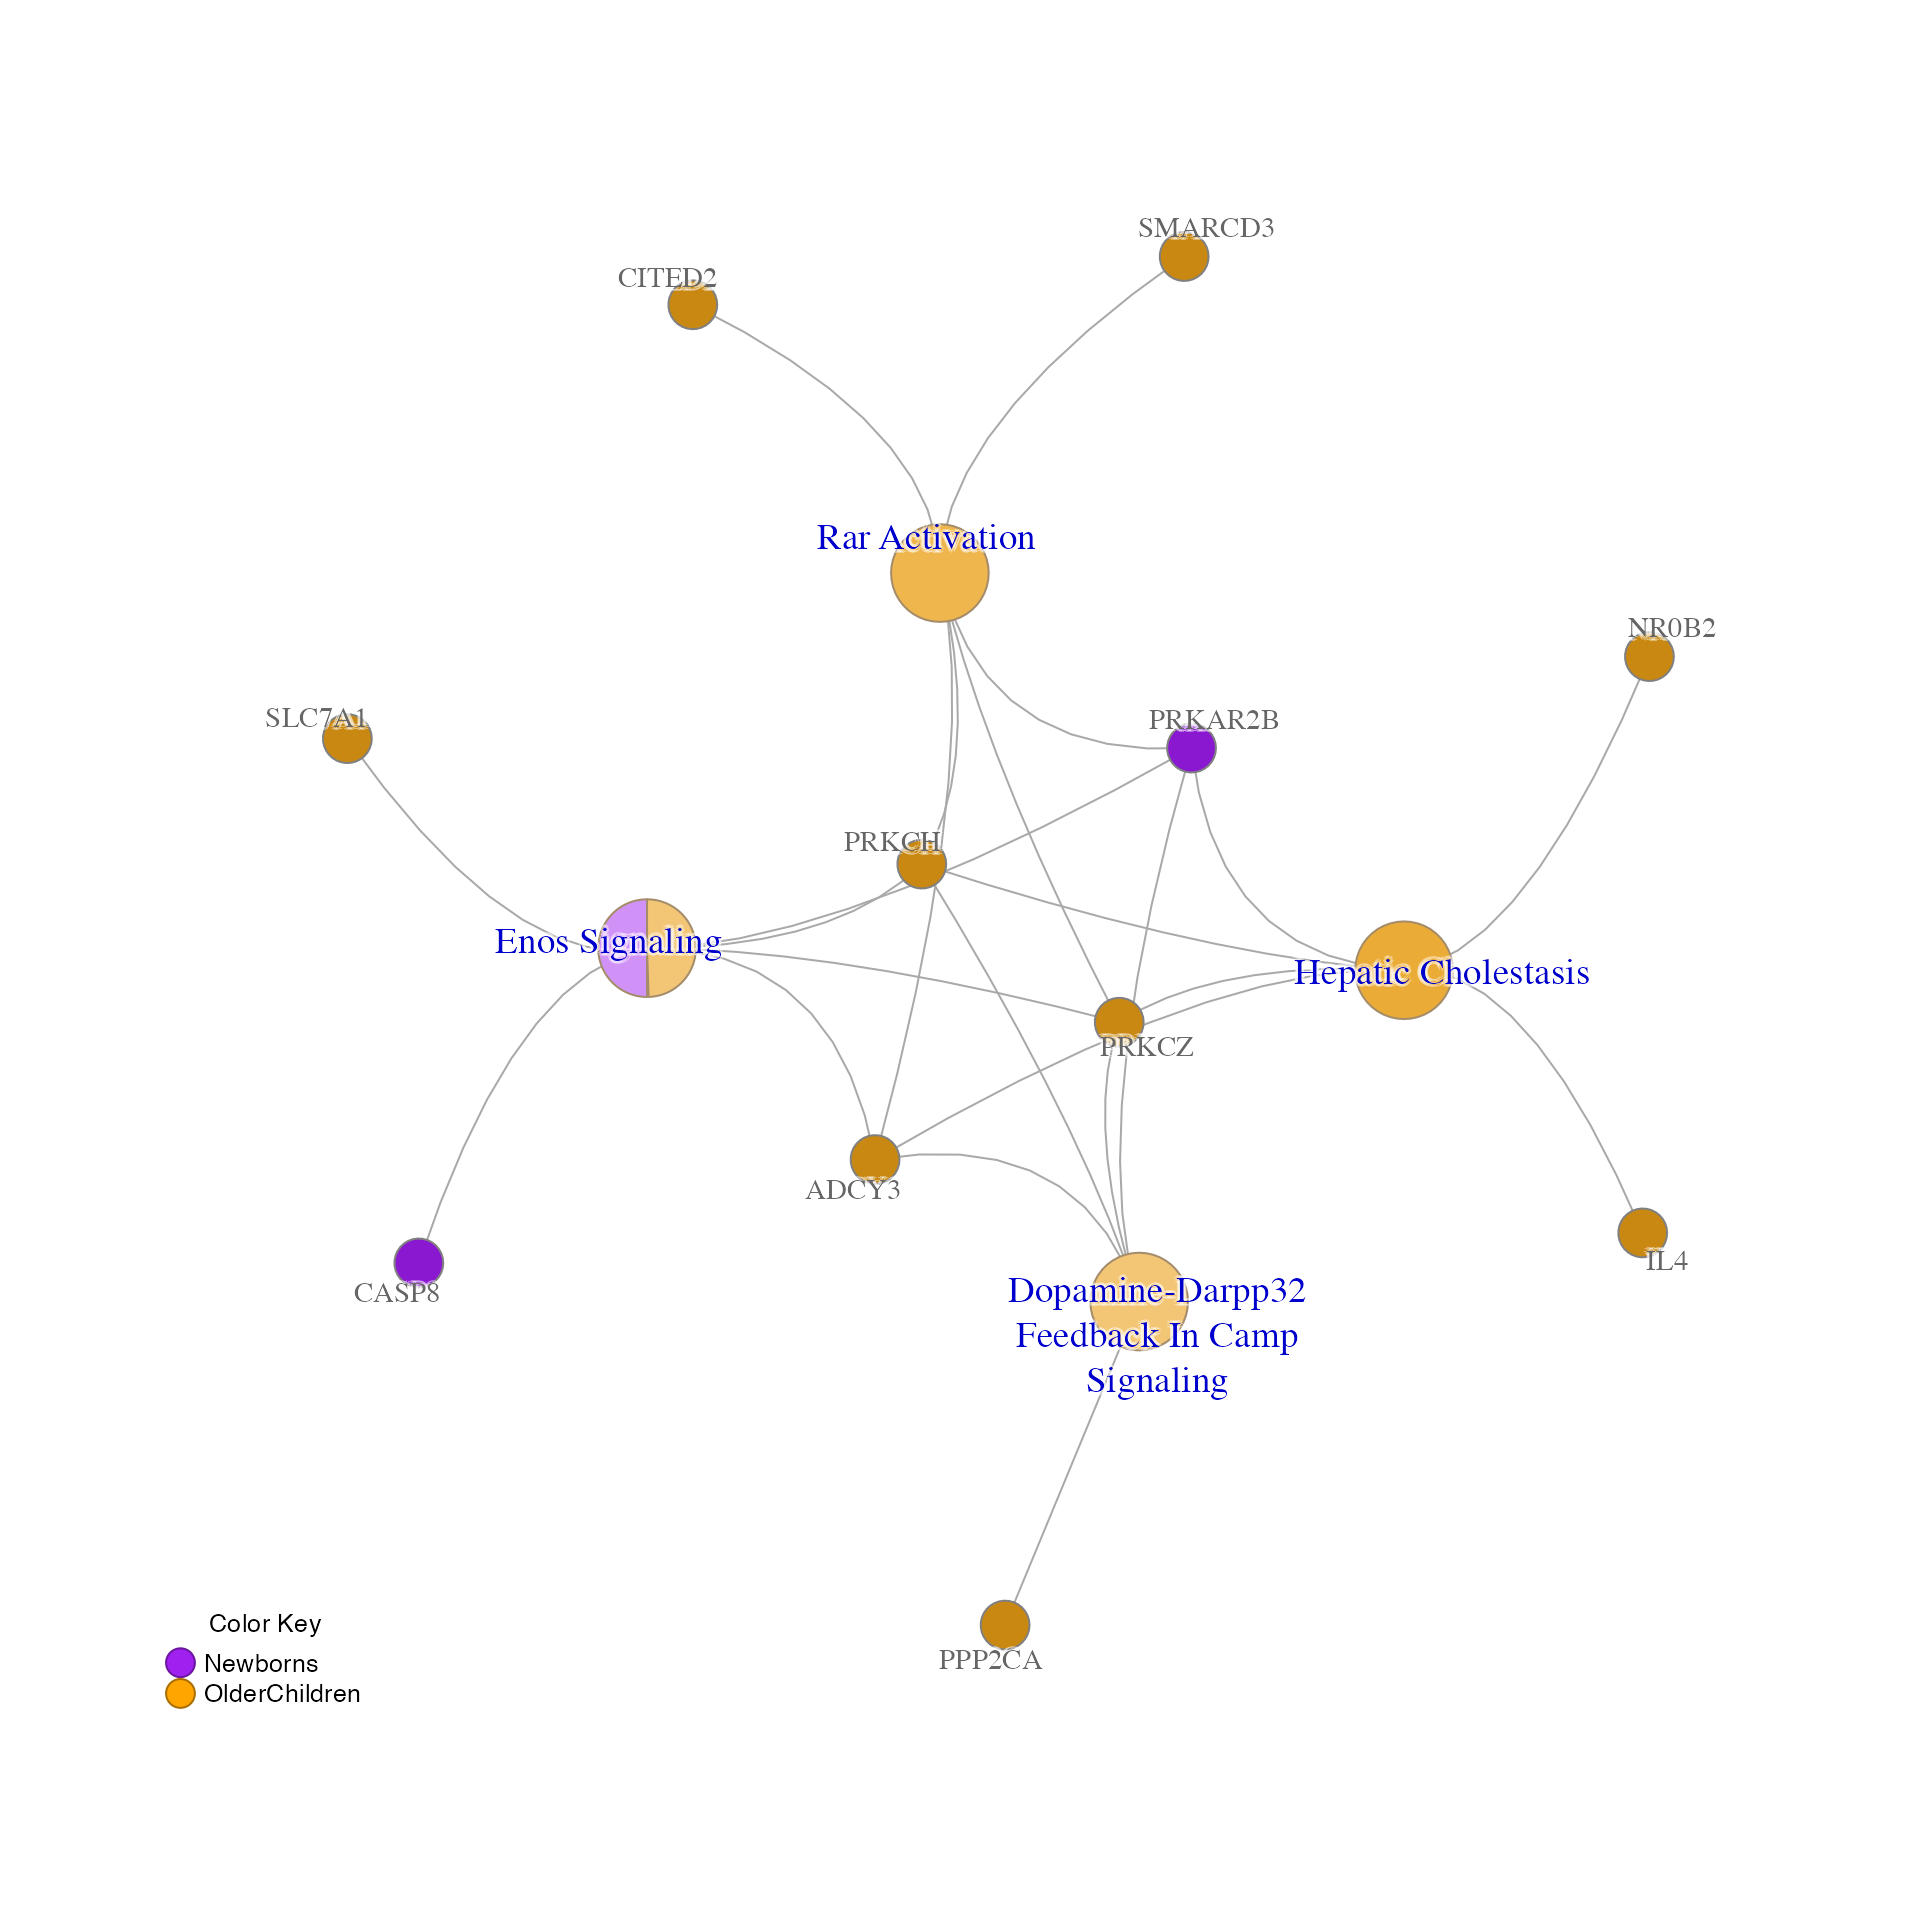 SMARCD3
CITED2
Rar Activation
NR0B2
SLC7A1
PRKAR2B
PRKCH
Enos Signaling
Hepatic Cholestasis
PRKCZ
ADCY3
IL4
CASP8
Dopamine-Darpp32
Feedback In Camp
Signaling
PPP2CA
Color Key
Newborns
OlderChildren